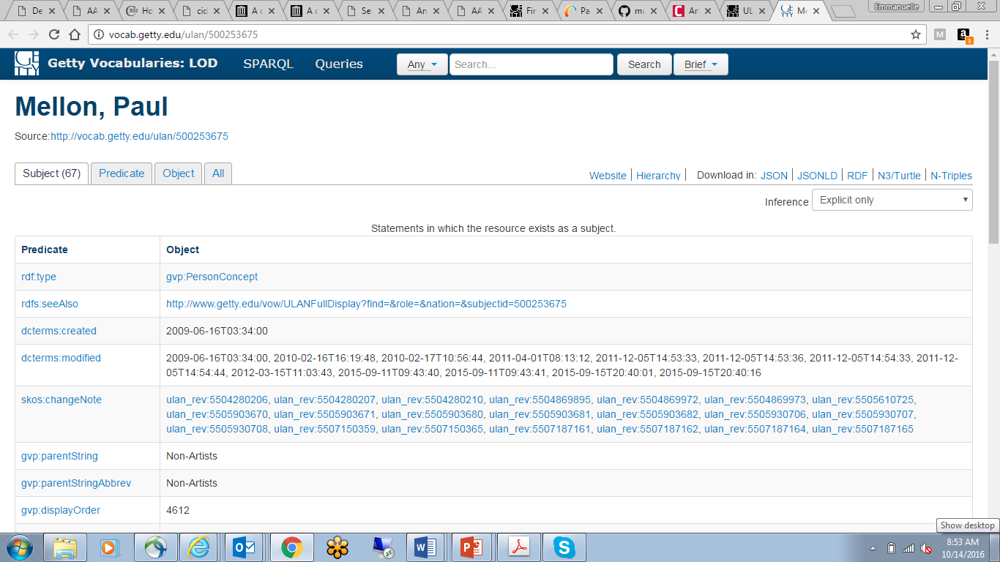 De
AA
Ho
cid
A c
A c
Se
An
AA
Fir
Pa
mu
Ar
UL
Me
Emmanuelle
vocab.getty.edu/ulan/500253675
M
a
3
Getty Vocabularies: LOD SPARQL Queries Any Search... Search Brief
Mellon, Paul
Source:http://vocab.getty.edu/ulan/500253675
Subject (67) Predicate Object All
Website Hierarchy Download in: JSON JSONLD RDF N3/Turtle N-Triples
Inference Explicit only
Statements in which the resource exists as a subject.
Predicate Object
rdf:type gvp:PersonConcept
rdfs:seeAlso http://www.getty.edu/vow/ULANFullDisplay?find=&role=&nation=&subjectid=500253675
dcterms:created 2009-06-16T03:34:00
dcterms:modified 2009-06-16T03:34:00, 2010-02-16T16:19:48, 2010-02-17T10:56:44, 2011-04-01T08:13:12, 2011-12-05T14:53:33, 2011-12-05T14:53:36, 2011-12-05T14:54:33, 2011-12-
05T14:54:44, 2012-03-15T11:03:43, 2015-09-11T09:43:40, 2015-09-11T09:43:41, 2015-09-15T20:40:01, 2015-09-15T20:40:16
skos:changeNote ulan_rev:5504280206, ulan_rev:5504280207, ulan_rev:5504280210, ulan_rev:5504869895, ulan_rev:5504869972, ulan_rev:5504869973, ulan_rev:5505610725,
ulan_rev:5505903670, ulan_rev:5505903671, ulan_rev:5505903680, ulan_rev:5505903681, ulan_rev:5505903682, ulan_rev:5505930706, ulan_rev:5505930707,
ulan_rev:5505930708, ulan_rev:5507150359, ulan_rev:5507150365, ulan_rev:5507187161, ulan_rev:5507187162, ulan_rev:5507187164, ulan_rev:5507187165
gvp:parentString Non-Artists
gvp:parentStringAbbrev Non-Artists
gvp:displayOrder 4612
Show desktop
8:53 AM
10/14/2016